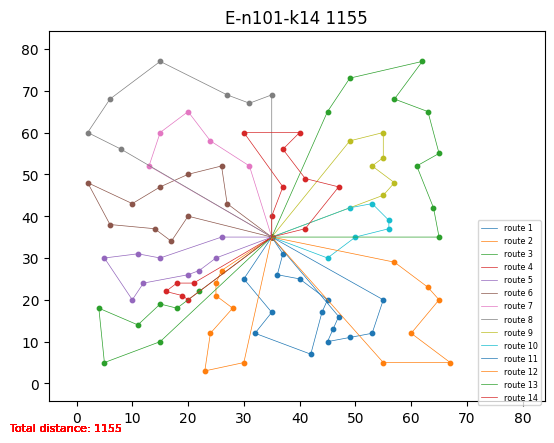 E-n101-k14 1155
80
70
60
50
40
30
20
10
0
route 1
route 2
route 3
route 4
route 5
route 6
route 7
route 8
route 9
route 10
route 11
route 12
route 13
route 14
0 10 20 30 40 50 60 70 80
Total distance: 1155